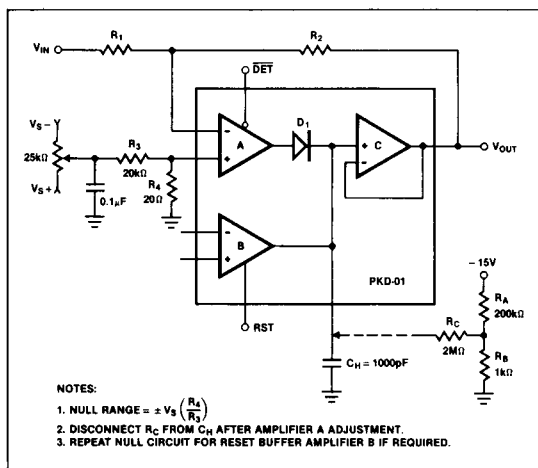 R1
R2
VIN
DET
VS−
25kΩ
VS+
R3
20kΩ
R4
20Ω
0.1μF
−
+
A
D1
+
−
C
VOUT
−
+
B
PKD-01
RST
−15V
RA
200kΩ
RC
2MΩ
RB
1kΩ
CH = 1000pF
NOTES:
1. NULL RANGE = ± VS (R4/R3)
2. DISCONNECT RC FROM CH AFTER AMPLIFIER A ADJUSTMENT.
3. REPEAT NULL CIRCUIT FOR RESET BUFFER AMPLIFIER B IF REQUIRED.